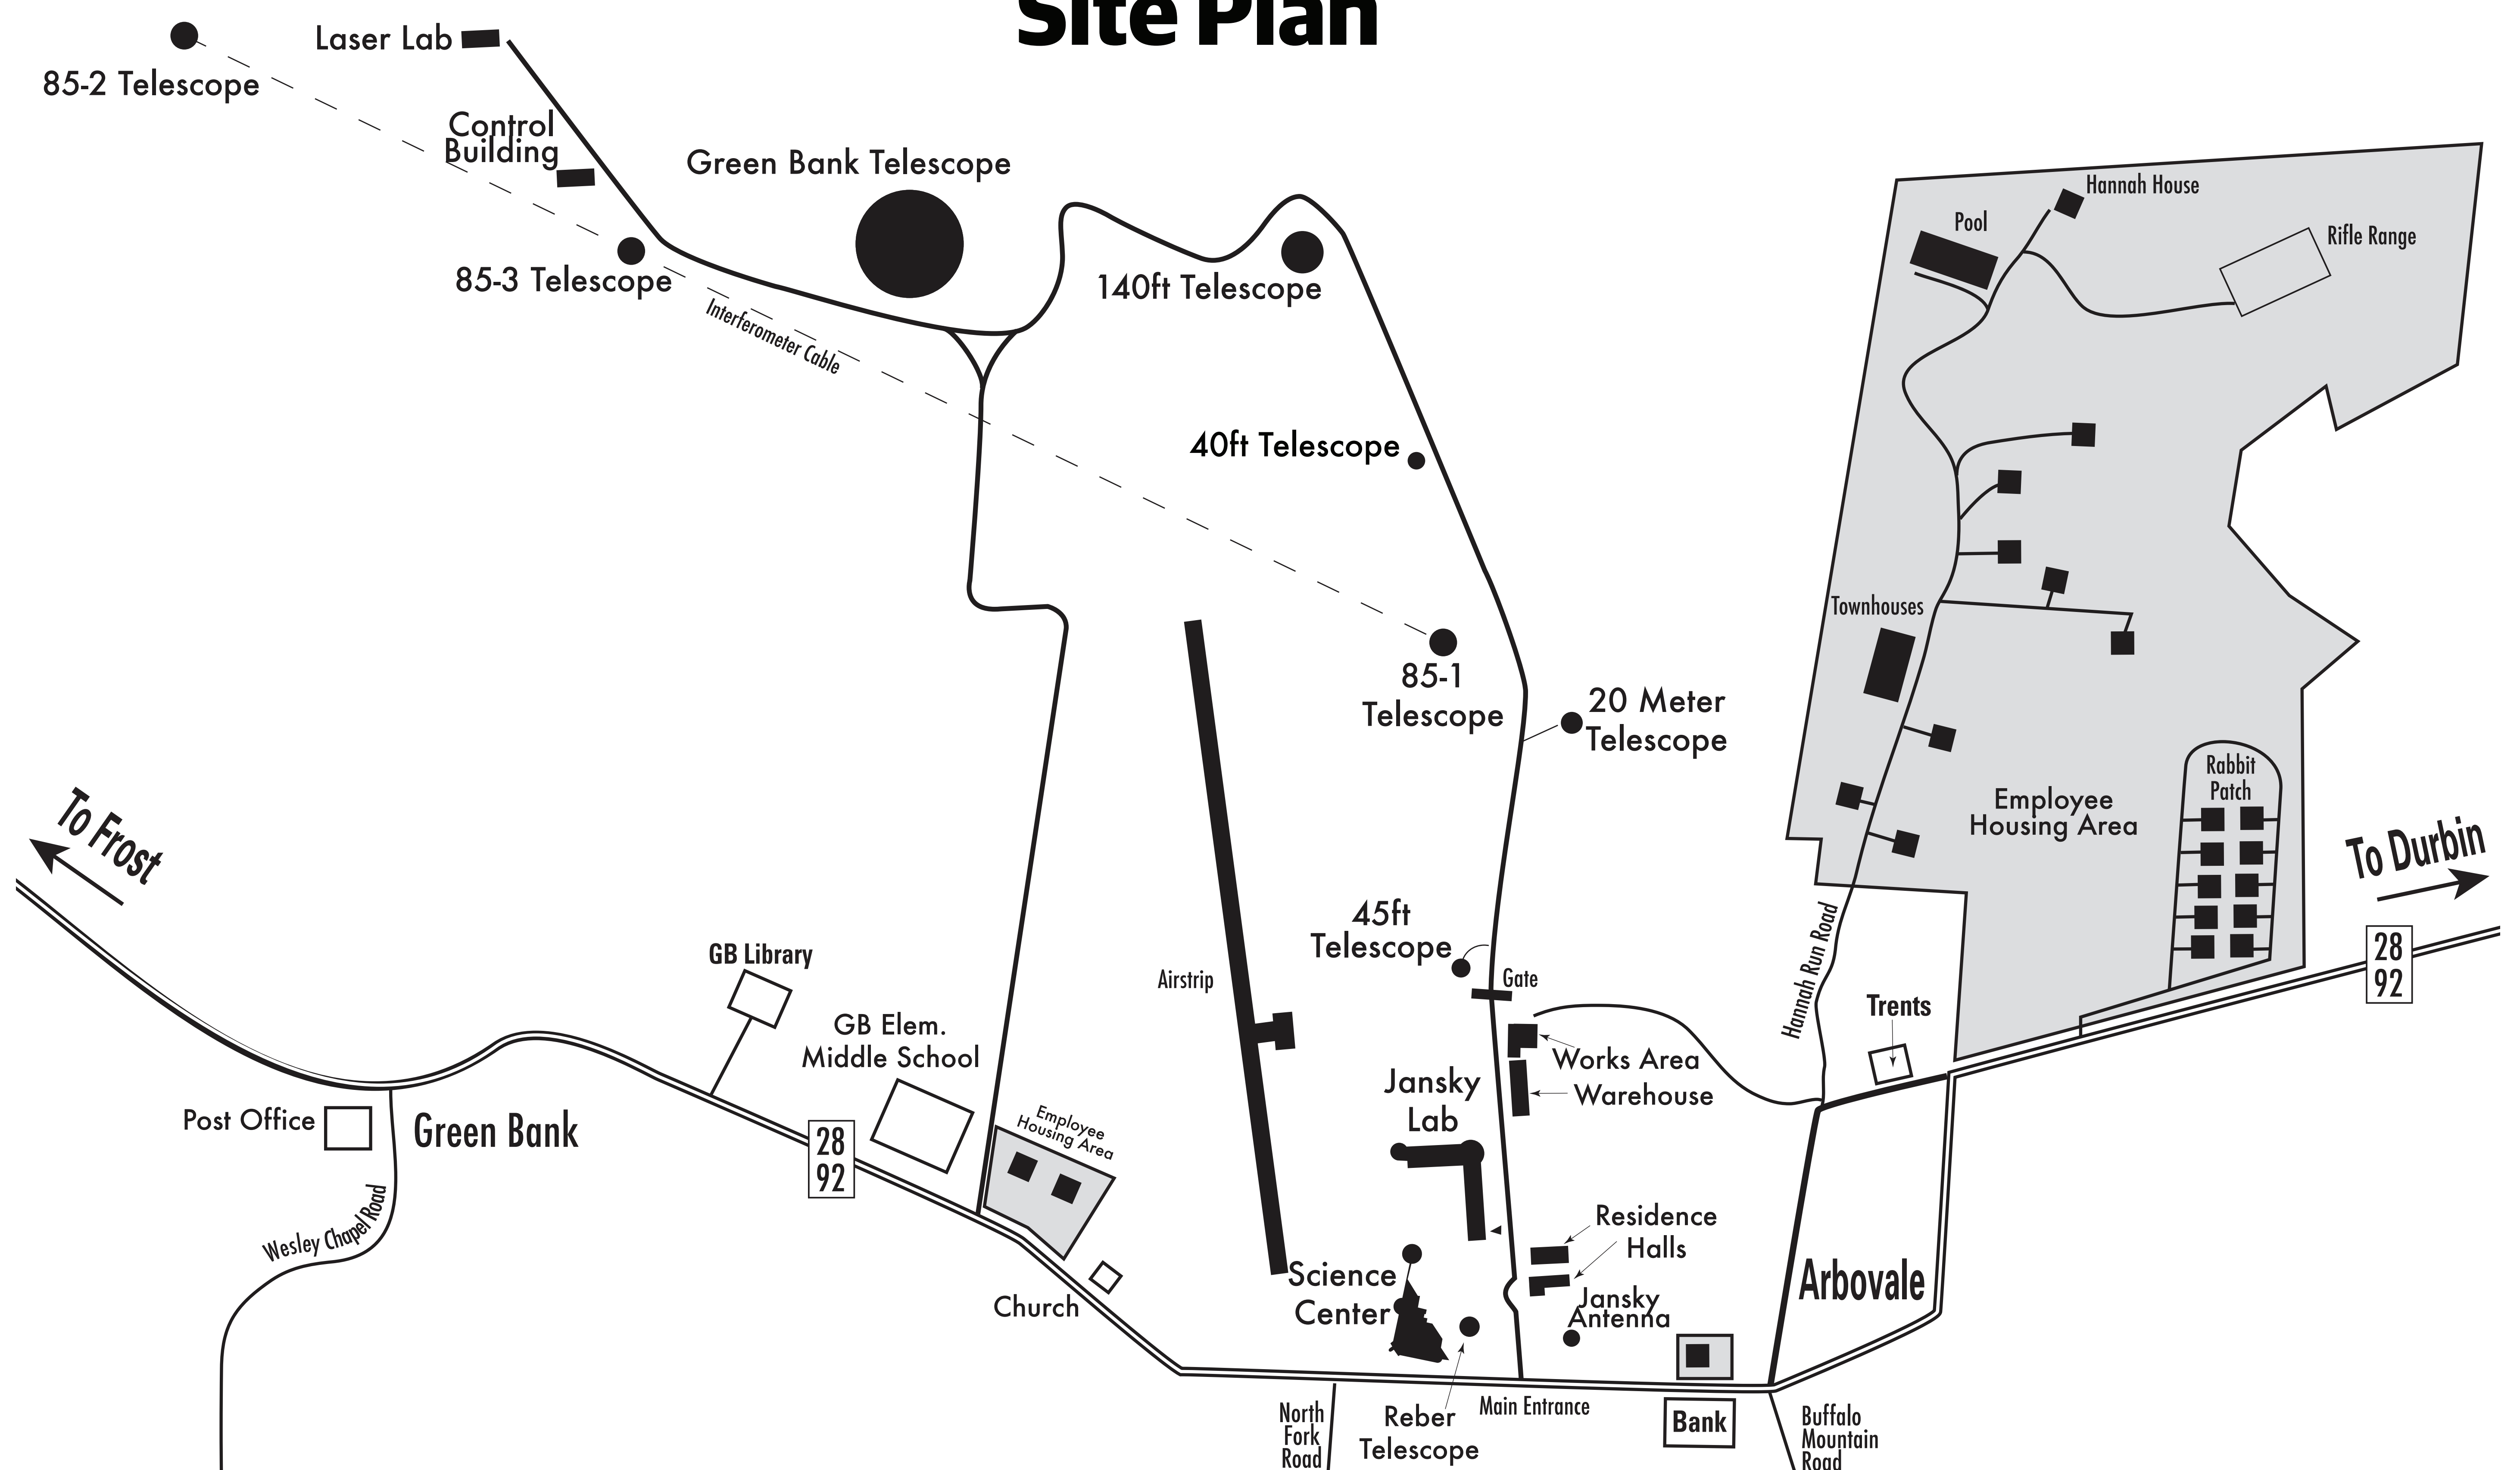 Site Plan
Laser Lab
85-2 Telescope
Control
Building
Green Bank Telescope
85-3 Telescope
Interferometer Cable
140ft Telescope
Hannah House
Pool
Rifle Range
40ft Telescope
Townhouses
85-1
Telescope
20 Meter
Telescope
Rabbit
Patch
Employee
Housing Area
To Frost
To Durbin
45ft
Telescope
GB Library
Airstrip
Gate
Hannah Run Road
28
92
Trents
GB Elem.
Middle School
Works Area
Warehouse
Jansky
Lab
Post Office
Green Bank
28
92
Employee
Housing Area
Wesley Chapel Road
Residence
Halls
Science
Center
Church
Jansky
Antenna
Arbovale
North
Fork
Road
Reber
Telescope
Main Entrance
Bank
Buffalo
Mountain
Road